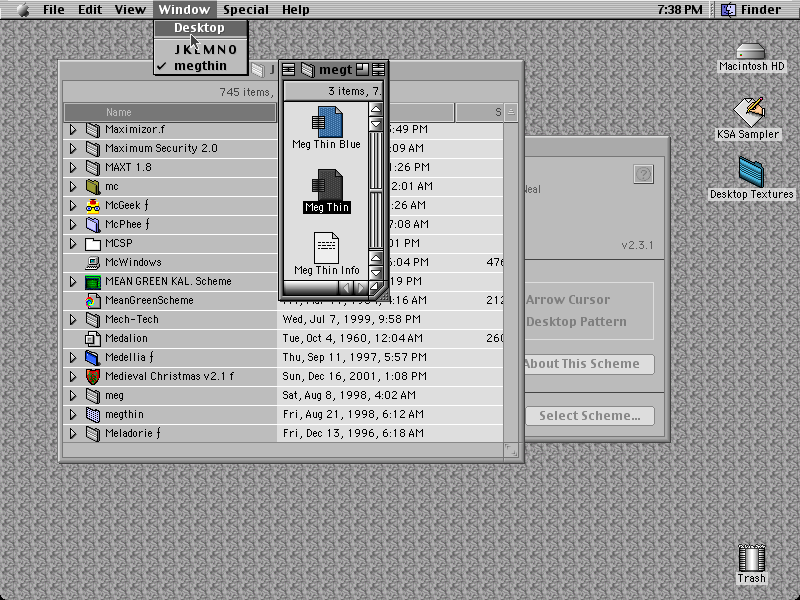 File Edit View Window Special Help 7:38 PM Finder
Desktop
J K L M N O
megthin
J
megt
745 items,
3 items, 7.
Name
S
Maximizor.f
5:49 PM
Maximum Security 2.0
:09 AM
MAXT 1.8
1:26 PM
mc
2:01 AM
McGeek ƒ
:26 AM
McPhee ƒ
7:08 AM
MCSP
:01 PM
McWindows
5:04 PM
476
MEAN GREEN KAL. Scheme
:19 PM
MeanGreenScheme
4:16 AM
212
Mech-Tech
Wed, Jul 7, 1999, 9:58 PM
Medalion
Tue, Oct 4, 1960, 12:04 AM
260
Medellia ƒ
Thu, Sep 11, 1997, 5:57 PM
Medieval Christmas v2.1 f
Sun, Dec 16, 2001, 1:08 PM
meg
Sat, Aug 8, 1998, 4:02 AM
megthin
Fri, Aug 21, 1998, 6:12 AM
Meladorie ƒ
Fri, Dec 13, 1996, 6:18 AM
Meg Thin Blue
Meg Thin
Meg Thin Info
Neal
?
v2.3.1
Arrow Cursor
Desktop Pattern
About This Scheme
Select Scheme...
Macintosh HD
KSA Sampler
Desktop Textures
Trash